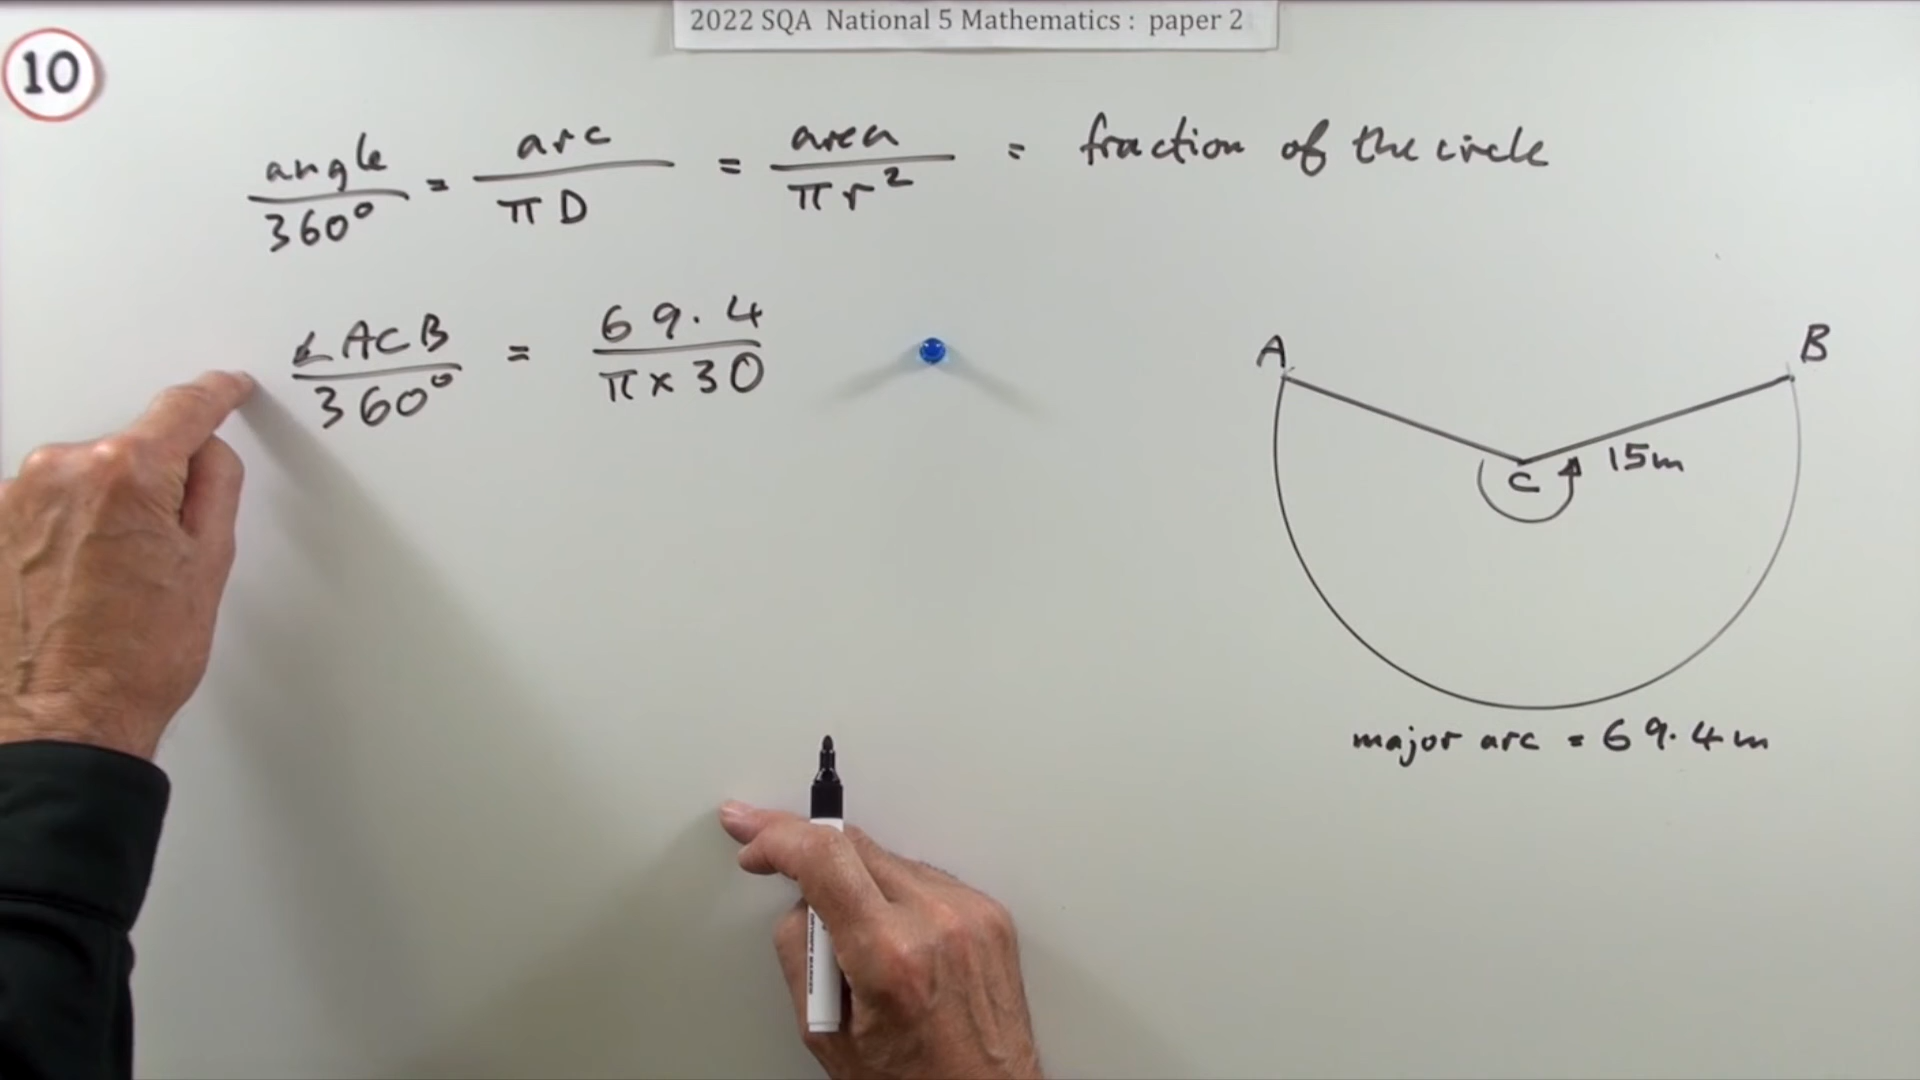 2022 SQA National 5 Mathematics : paper 2
10
angle/360° = arc/πD = area/πr² = fraction of the circle
∠ACB/360° = 69.4/π×30
A
B
C
15m
major arc = 69.4m